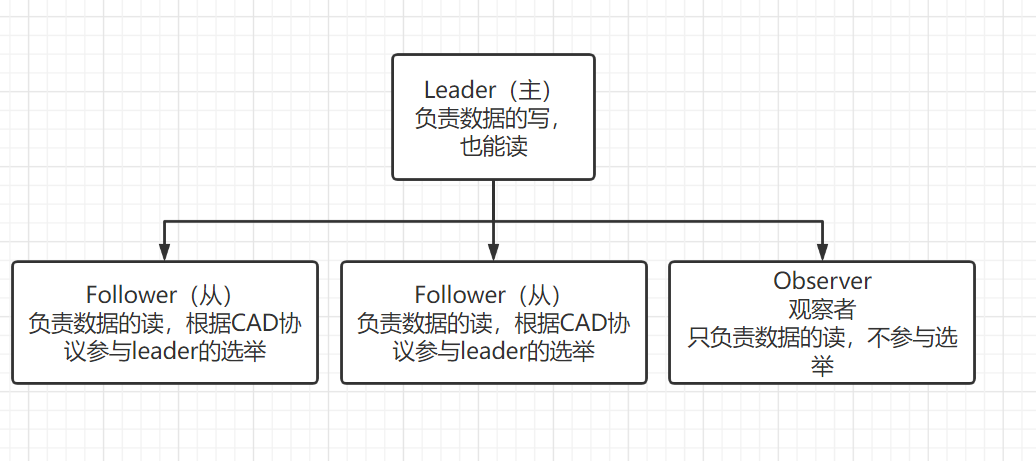 Leader（主）
负责数据的写，
也能读
Follower（从）
负责数据的读，根据CAD协
议参与leader的选举
Follower（从）
负责数据的读，根据CAD协
议参与leader的选举
Observer
观察者
只负责数据的读，不参与选
举